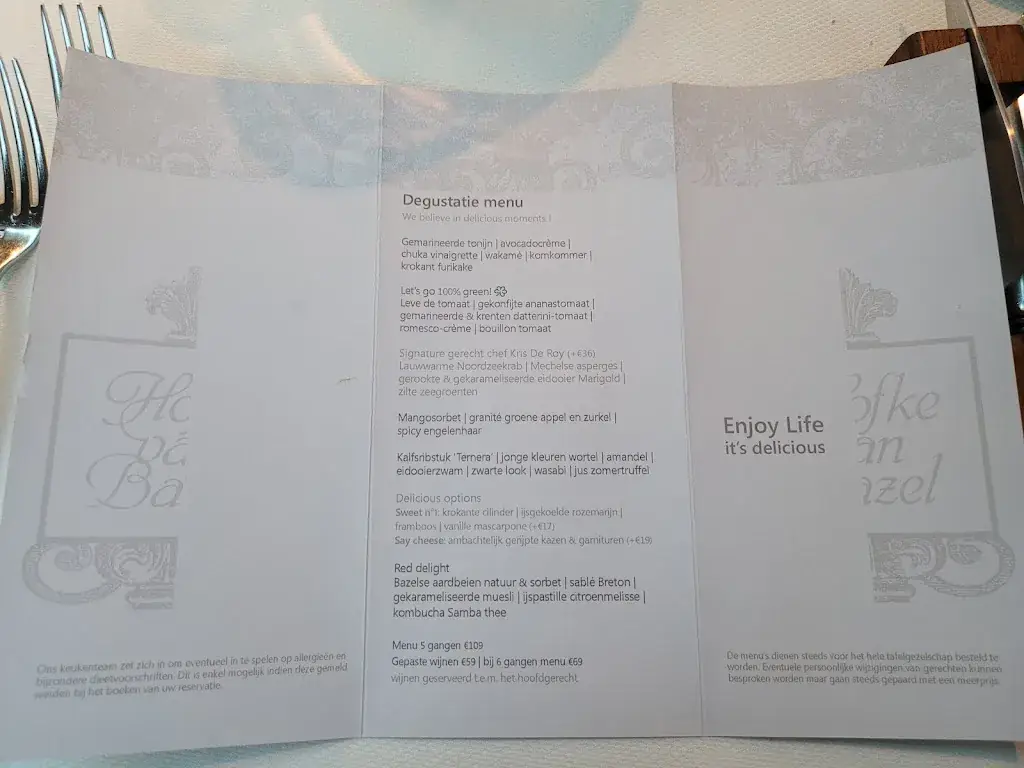 Degustatie menu
We believe in delicious moments !
Gemarineerde tonijn | avocadocrème |
chuka vinaigrette | wakamé | komkommer |
krokant furikake
Let's go 100% green!
Leve de tomaat | gekonfijte ananastomaat |
gemarineerde & krenten datterini-tomaat |
romesco-crème | bouillon tomaat
Signature gerecht chef Kris De Roy (+€36)
Lauwwarme Noordzeekrab | Mechelse asperges |
gerookte & gekarameliseerde eidooier Marigold |
zilte zeegroenten
Mangosorbet | granité groene appel en zurkel |
spicy engelenhaar
Kalfsribstuk 'Ternera' | jonge kleuren wortel | amandel |
eidooierzwam | zwarte look | wasabi | jus zomertruffel
Delicious options
Sweet n°1: krokante cilinder | ijsgekoelde rozemarijn |
framboos | vanille mascarpone (+€17)
Say cheese: ambachtelijk gerijpte kazen & garnituren (+€19)
Red delight
Bazelse aardbeien natuur & sorbet | sablé Breton |
gekarameliseerde muesli | ijspastille citroenmelisse |
kombucha Samba thee
Menu 5 gangen €109
Gepaste wijnen €59 | bij 6 gangen menu €69
wijnen geserveerd t.e.m. het hoofdgerecht
Ho
va
Ba
Ons keukenteam zet zich in om eventueel in te spelen op allergieën en
bijzondere dieetvoorschriften. Dit is enkel mogelijk indien deze gemeld
werden bij het boeken van uw reservatie.
Enjoy Life
it's delicious
ofke
an
azel
De menu's dienen steeds voor het hele tafelgezelschap besteld te
worden. Eventuele persoonlijke wijzigingen van gerechten kunnen
besproken worden maar gaan steeds gepaard met een meerprijs.